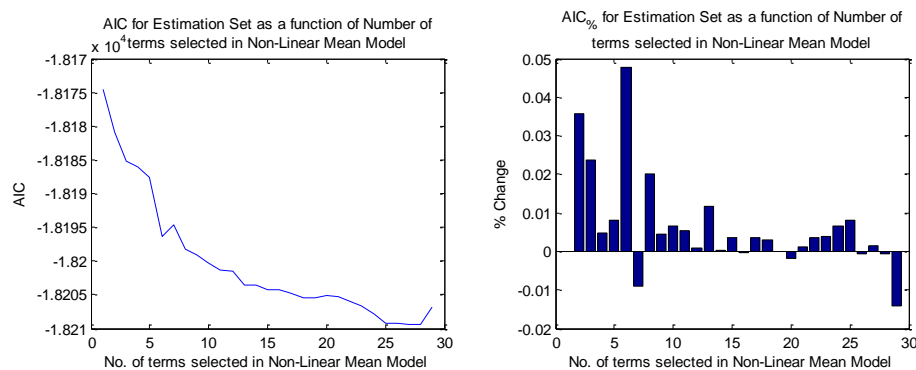 AIC for Estimation Set as a function of Number of
x 10^4 terms selected in Non-Linear Mean Model
-1.817
-1.8175
-1.818
-1.8185
-1.819
-1.8195
-1.82
-1.8205
-1.821
AIC
0 5 10 15 20 25 30
No. of terms selected in Non-Linear Mean Model
AIC% for Estimation Set as a function of Number of
terms selected in Non-Linear Mean Model
0.05
0.04
0.03
0.02
0.01
0
-0.01
-0.02
% Change
0 5 10 15 20 25 30
No. of terms selected in Non-Linear Mean Model